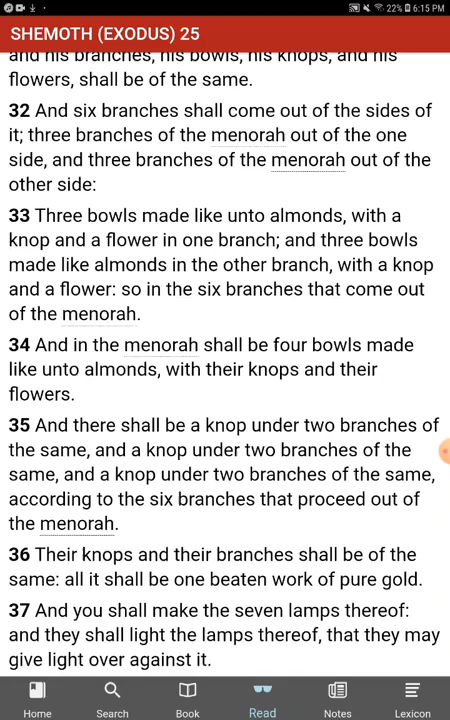 22% 6:15 PM
SHEMOTH (EXODUS) 25
and his branches, his bowls, his knops, and his
flowers, shall be of the same.
32 And six branches shall come out of the sides of
it; three branches of the menorah out of the one
side, and three branches of the menorah out of the
other side:
33 Three bowls made like unto almonds, with a
knop and a flower in one branch; and three bowls
made like almonds in the other branch, with a knop
and a flower: so in the six branches that come out
of the menorah.
34 And in the menorah shall be four bowls made
like unto almonds, with their knops and their
flowers.
35 And there shall be a knop under two branches of
the same, and a knop under two branches of the
same, and a knop under two branches of the same,
according to the six branches that proceed out of
the menorah.
36 Their knops and their branches shall be of the
same: all it shall be one beaten work of pure gold.
37 And you shall make the seven lamps thereof:
and they shall light the lamps thereof, that they may
give light over against it.
Home Search Book Read Notes Lexicon